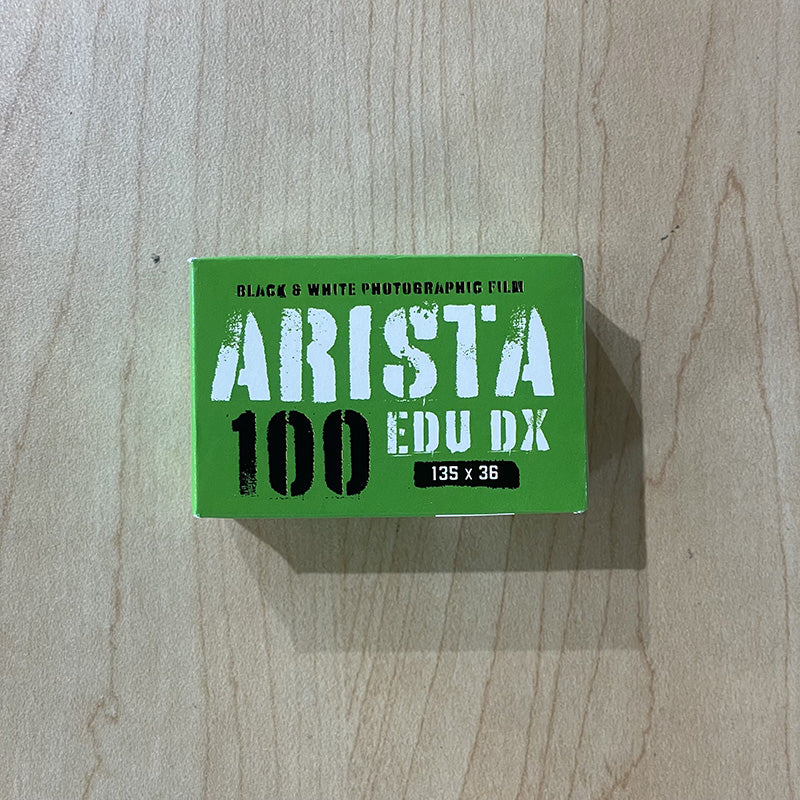 BLACK & WHITE PHOTOGRAPHIC FILM
ARISTA
100 EDU DX
135 x 36